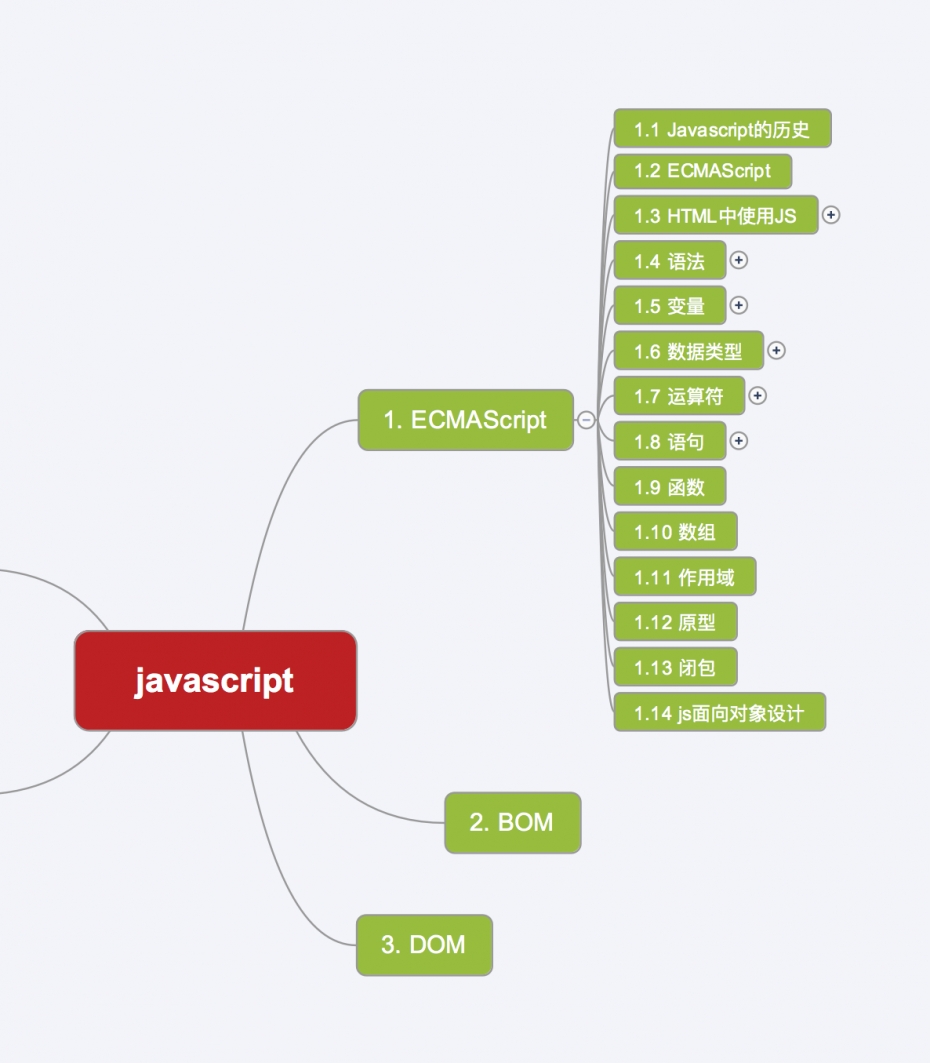 1.1 Javascript的历史
1.2 ECMAScript
1.3 HTML中使用JS
1.4 语法
1.5 变量
1.6 数据类型
1.7 运算符
1. ECMAScript
1.8 语句
1.9 函数
1.10 数组
1.11 作用域
1.12 原型
1.13 闭包
javascript
1.14 js面向对象设计
2. BOM
3. DOM